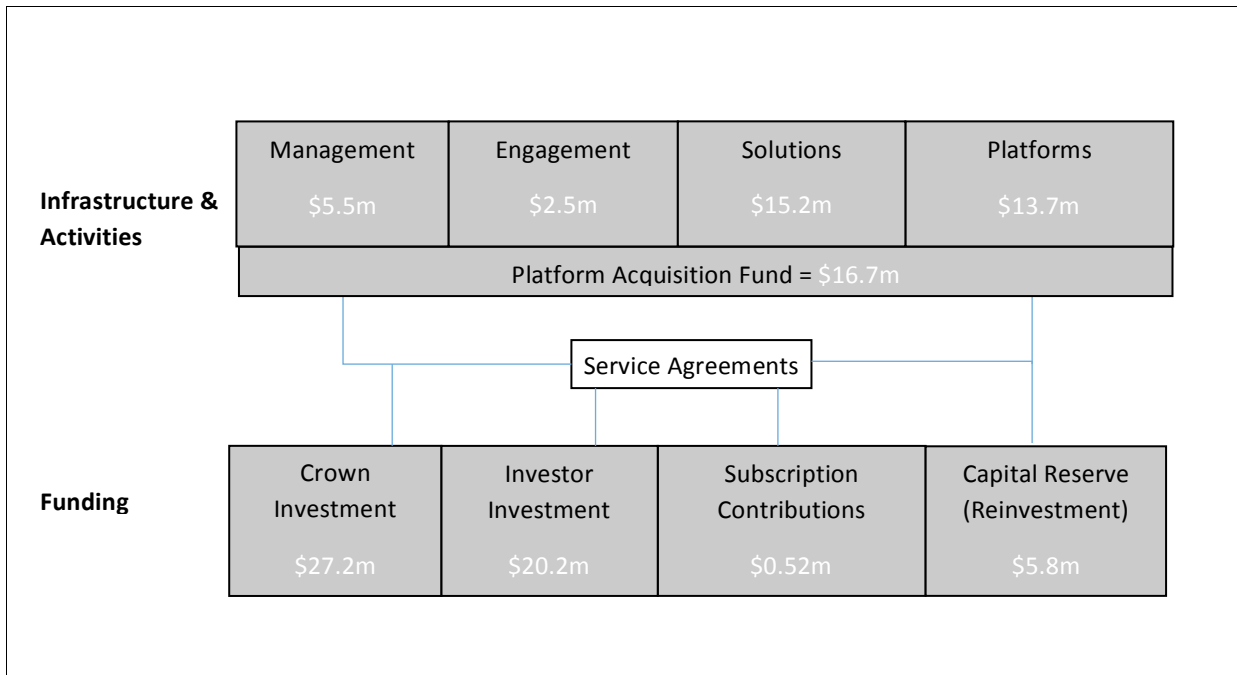 Management
Engagement
Solutions
Platforms
$5.5m
$2.5m
$15.2m
$13.7m
Infrastructure &
Activities
Platform Acquisition Fund = $16.7m
Service Agreements
Crown
Investment
Investor
Investment
Subscription
Contributions
Capital Reserve
(Reinvestment)
Funding
$27.2m
$20.2m
$0.52m
$5.8m